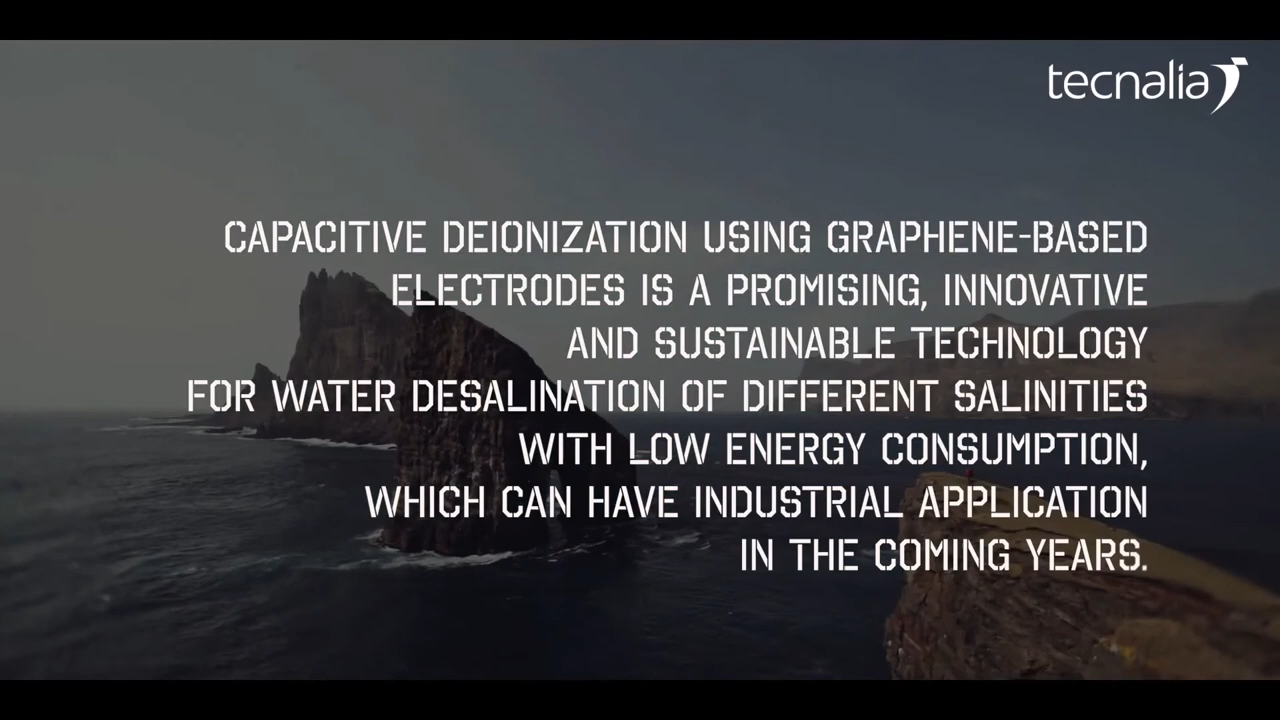 tecnalia
CAPACITIVE DEIONIZATION USING GRAPHENE-BASED
ELECTRODES IS A PROMISING, INNOVATIVE
AND SUSTAINABLE TECHNOLOGY
FOR WATER DESALINATION OF DIFFERENT SALINITIES
WITH LOW ENERGY CONSUMPTION,
WHICH CAN HAVE INDUSTRIAL APPLICATION
IN THE COMING YEARS.